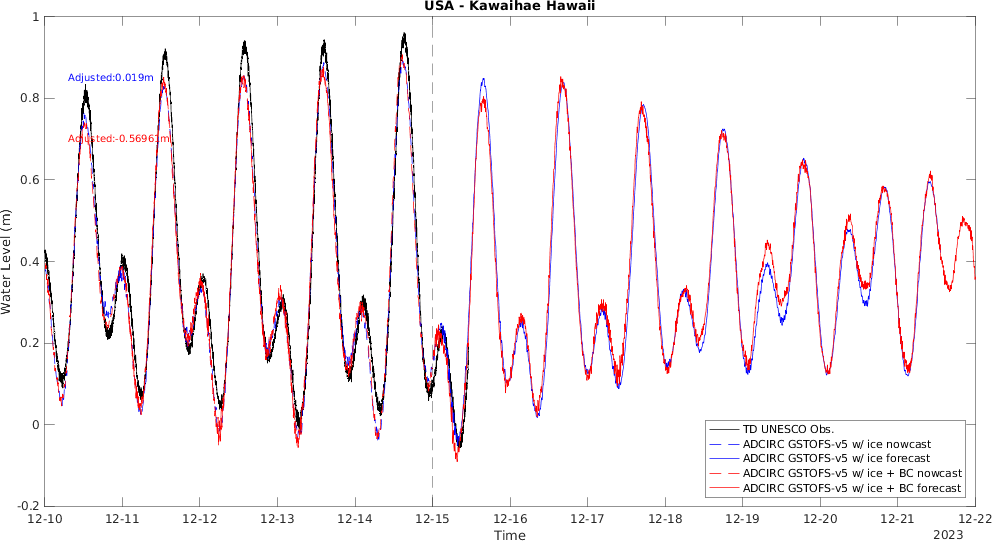 USA - Kawaihae Hawaii
1
Adjusted:0.019m
0.8
Adjusted:-0.56961m
0.6
Water Level (m)
0.4
0.2
0
TD UNESCO Obs.
ADCIRC GSTOFS-v5 w/ ice nowcast
ADCIRC GSTOFS-v5 w/ ice forecast
ADCIRC GSTOFS-v5 w/ ice + BC nowcast
ADCIRC GSTOFS-v5 w/ ice + BC forecast
-0.2
12-10 12-11 12-12 12-13 12-14 12-15 12-16 12-17 12-18 12-19 12-20 12-21 12-22
Time 2023